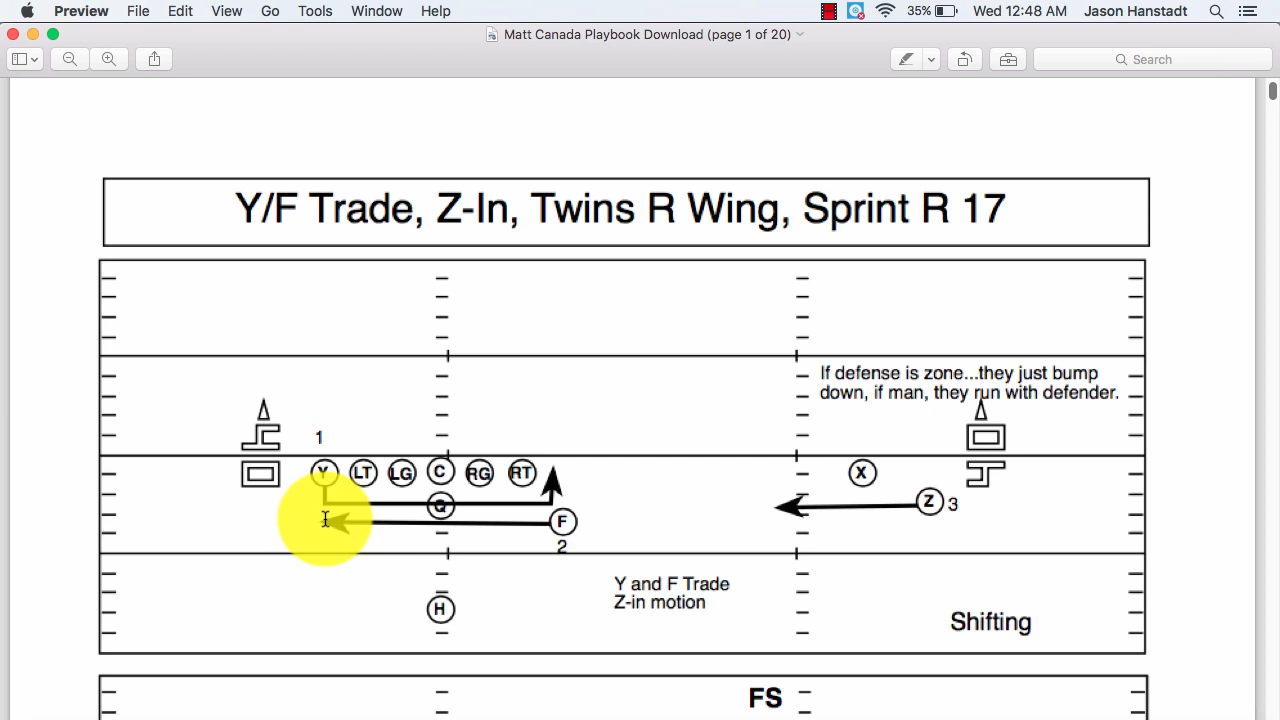 Preview File Edit View Go Tools Window Help 35% Wed 12:48 AM Jason Hanstadt
Matt Canada Playbook Download (page 1 of 20)
Search
Y/F Trade, Z-In, Twins R Wing, Sprint R 17
If defense is zone...they just bump
down, if man, they run with defender.
1
Y LT LG C RG RT X
Q Z 3
F
2
Y and F Trade
Z-in motion
H
Shifting
FS